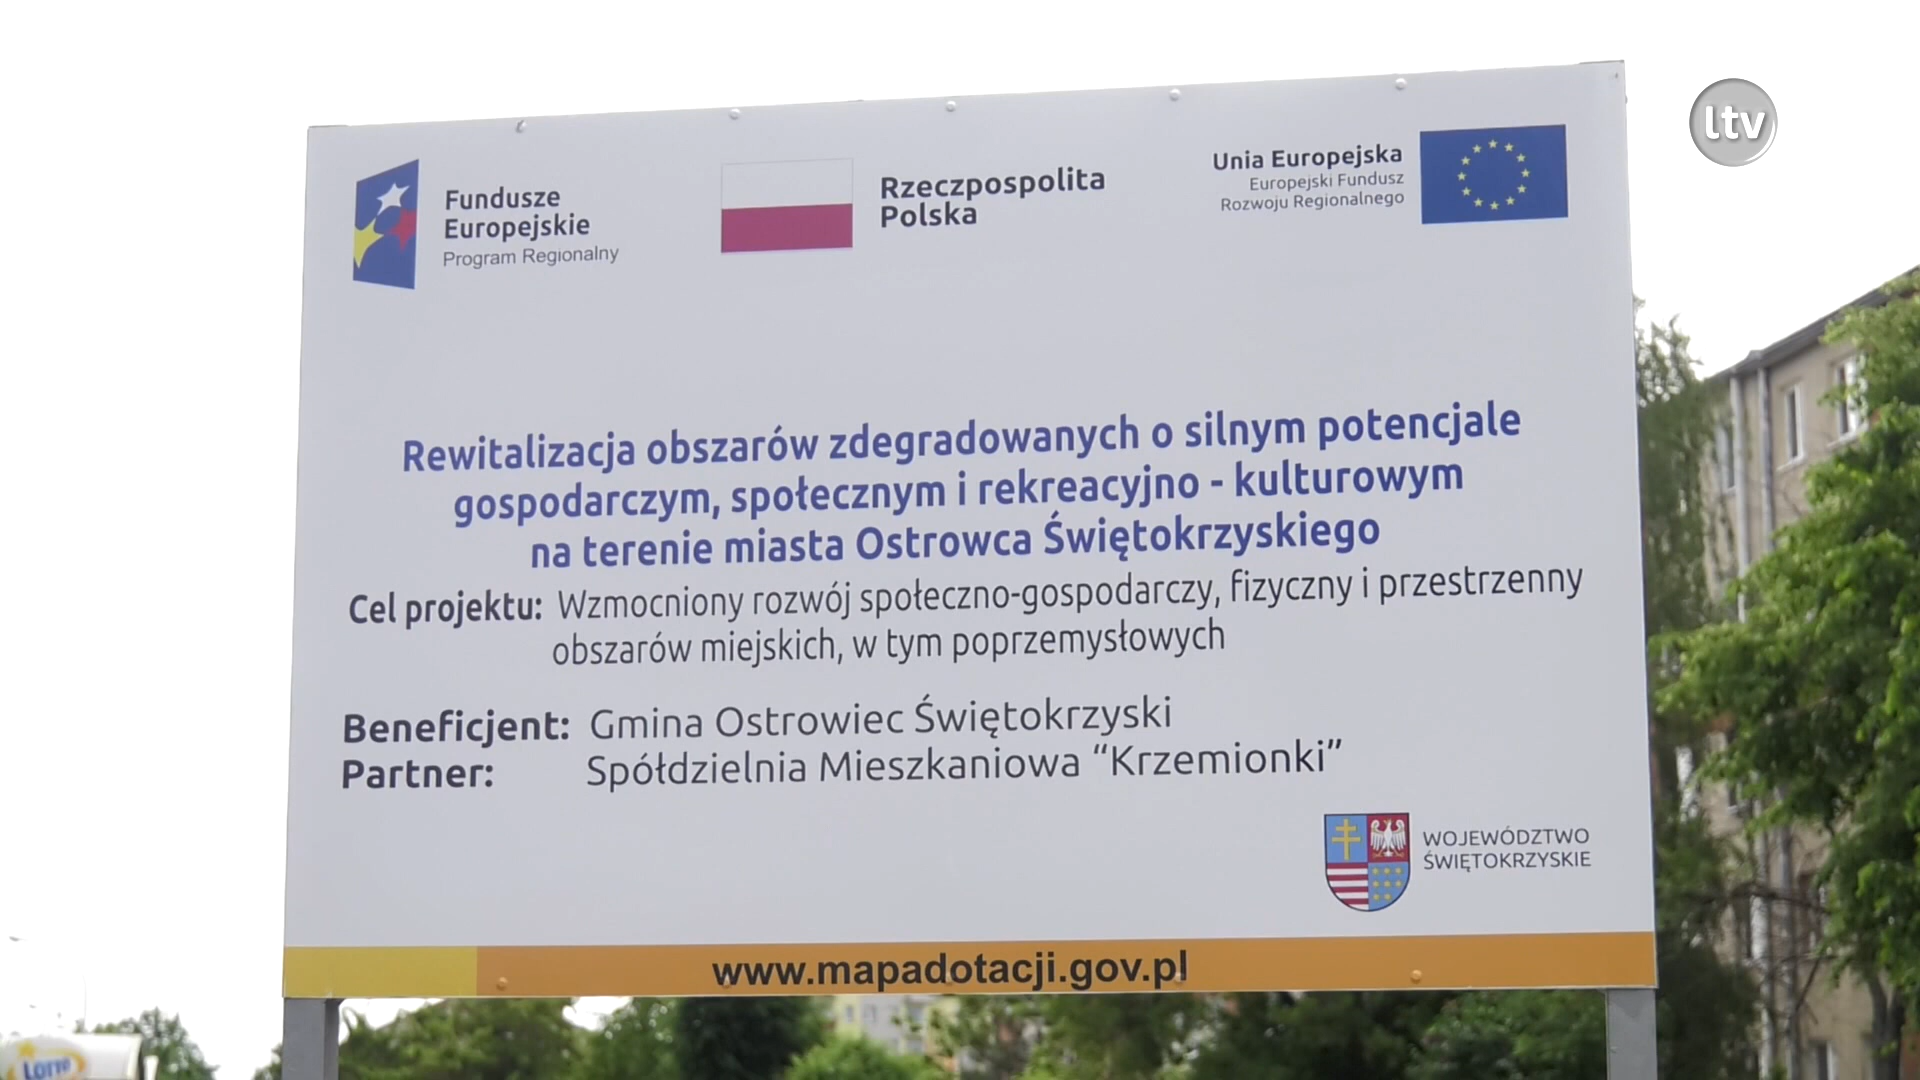 ltv
Fundusze
Europejskie
Program Regionalny
Rzeczpospolita
Polska
Unia Europejska
Europejski Fundusz
Rozwoju Regionalnego
Rewitalizacja obszarów zdegradowanych o silnym potencjale
gospodarczym, społecznym i rekreacyjno - kulturowym
na terenie miasta Ostrowca Świętokrzyskiego
Cel projektu: Wzmocniony rozwój społeczno-gospodarczy, fizyczny i przestrzenny
obszarów miejskich, w tym poprzemysłowych
Beneficjent: Gmina Ostrowiec Świętokrzyski
Partner: Spółdzielnia Mieszkaniowa “Krzemionki”
WOJEWÓDZTWO
ŚWIĘTOKRZYSKIE
www.mapadotacji.gov.pl
LOTTO